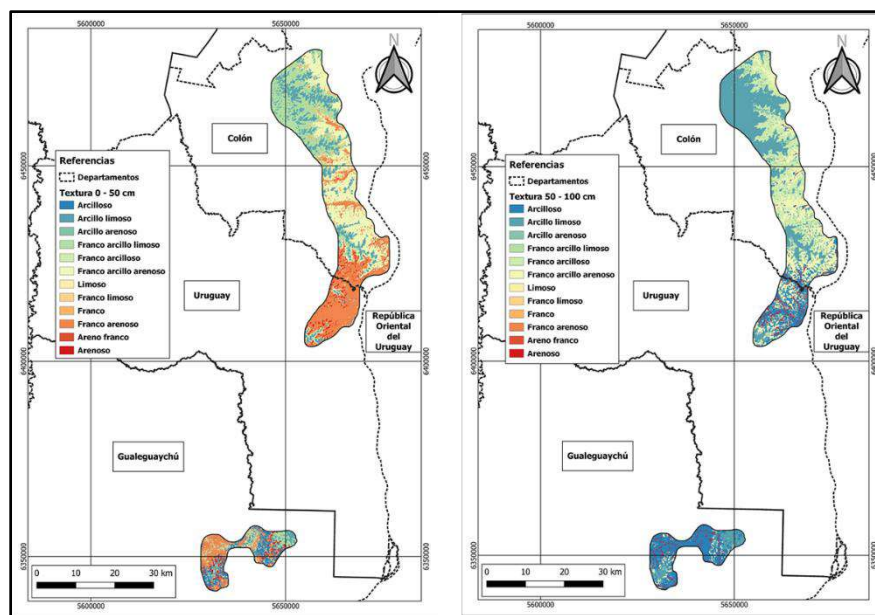 5600000
5650000
N
Colón
6450000
Referencias
Departamentos
Textura 0 - 50 cm
Arcilloso
Arcillo limoso
Arcillo arenoso
Franco arcillo limoso
Franco arcilloso
Franco arcillo arenoso
Limoso
Franco limoso
Franco
Franco arenoso
Areno franco
Arenoso
Uruguay
República
Oriental
del
Uruguay
6400000
Gualeguaychú
6350000
0 10 20 30 km
5600000
5650000
5600000
5650000
N
Colón
6450000
6450000
Referencias
Departamentos
Textura 50 - 100 cm
Arcilloso
Arcillo limoso
Arcillo arenoso
Franco arcillo limoso
Franco arcilloso
Franco arcillo arenoso
Limoso
Franco limoso
Franco
Franco arenoso
Areno franco
Arenoso
Uruguay
República
Oriental
del
Uruguay
6400000
6400000
Gualeguaychú
6350000
6350000
0 10 20 30 km
5600000
5650000